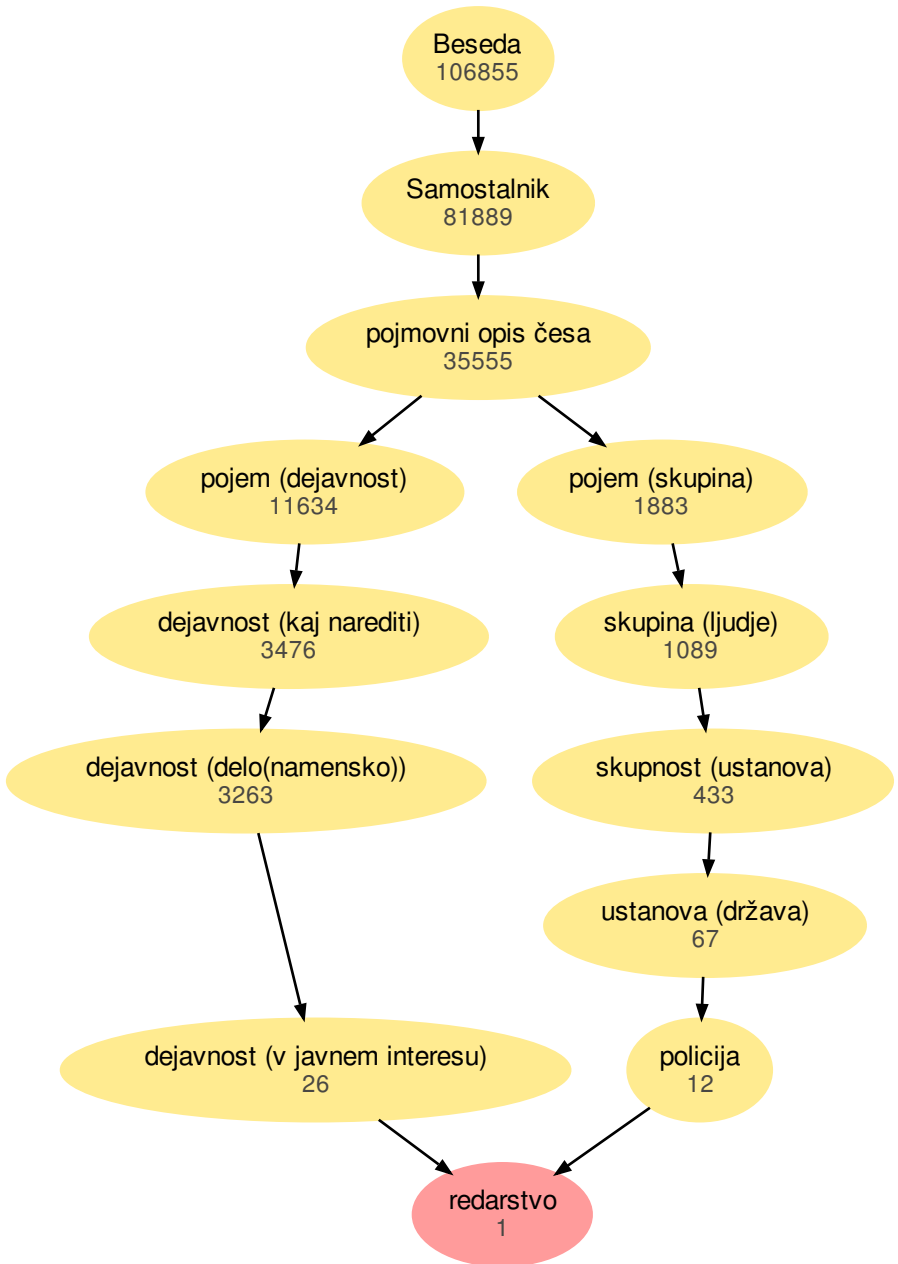 Beseda
106855
Samostalnik
81889
pojmovni opis česa
35555
pojem (dejavnost)
11634
pojem (skupina)
1883
dejavnost (kaj narediti)
3476
skupina (ljudje)
1089
dejavnost (delo(namensko))
3263
skupnost (ustanova)
433
ustanova (država)
67
dejavnost (v javnem interesu)
26
policija
12
redarstvo
1